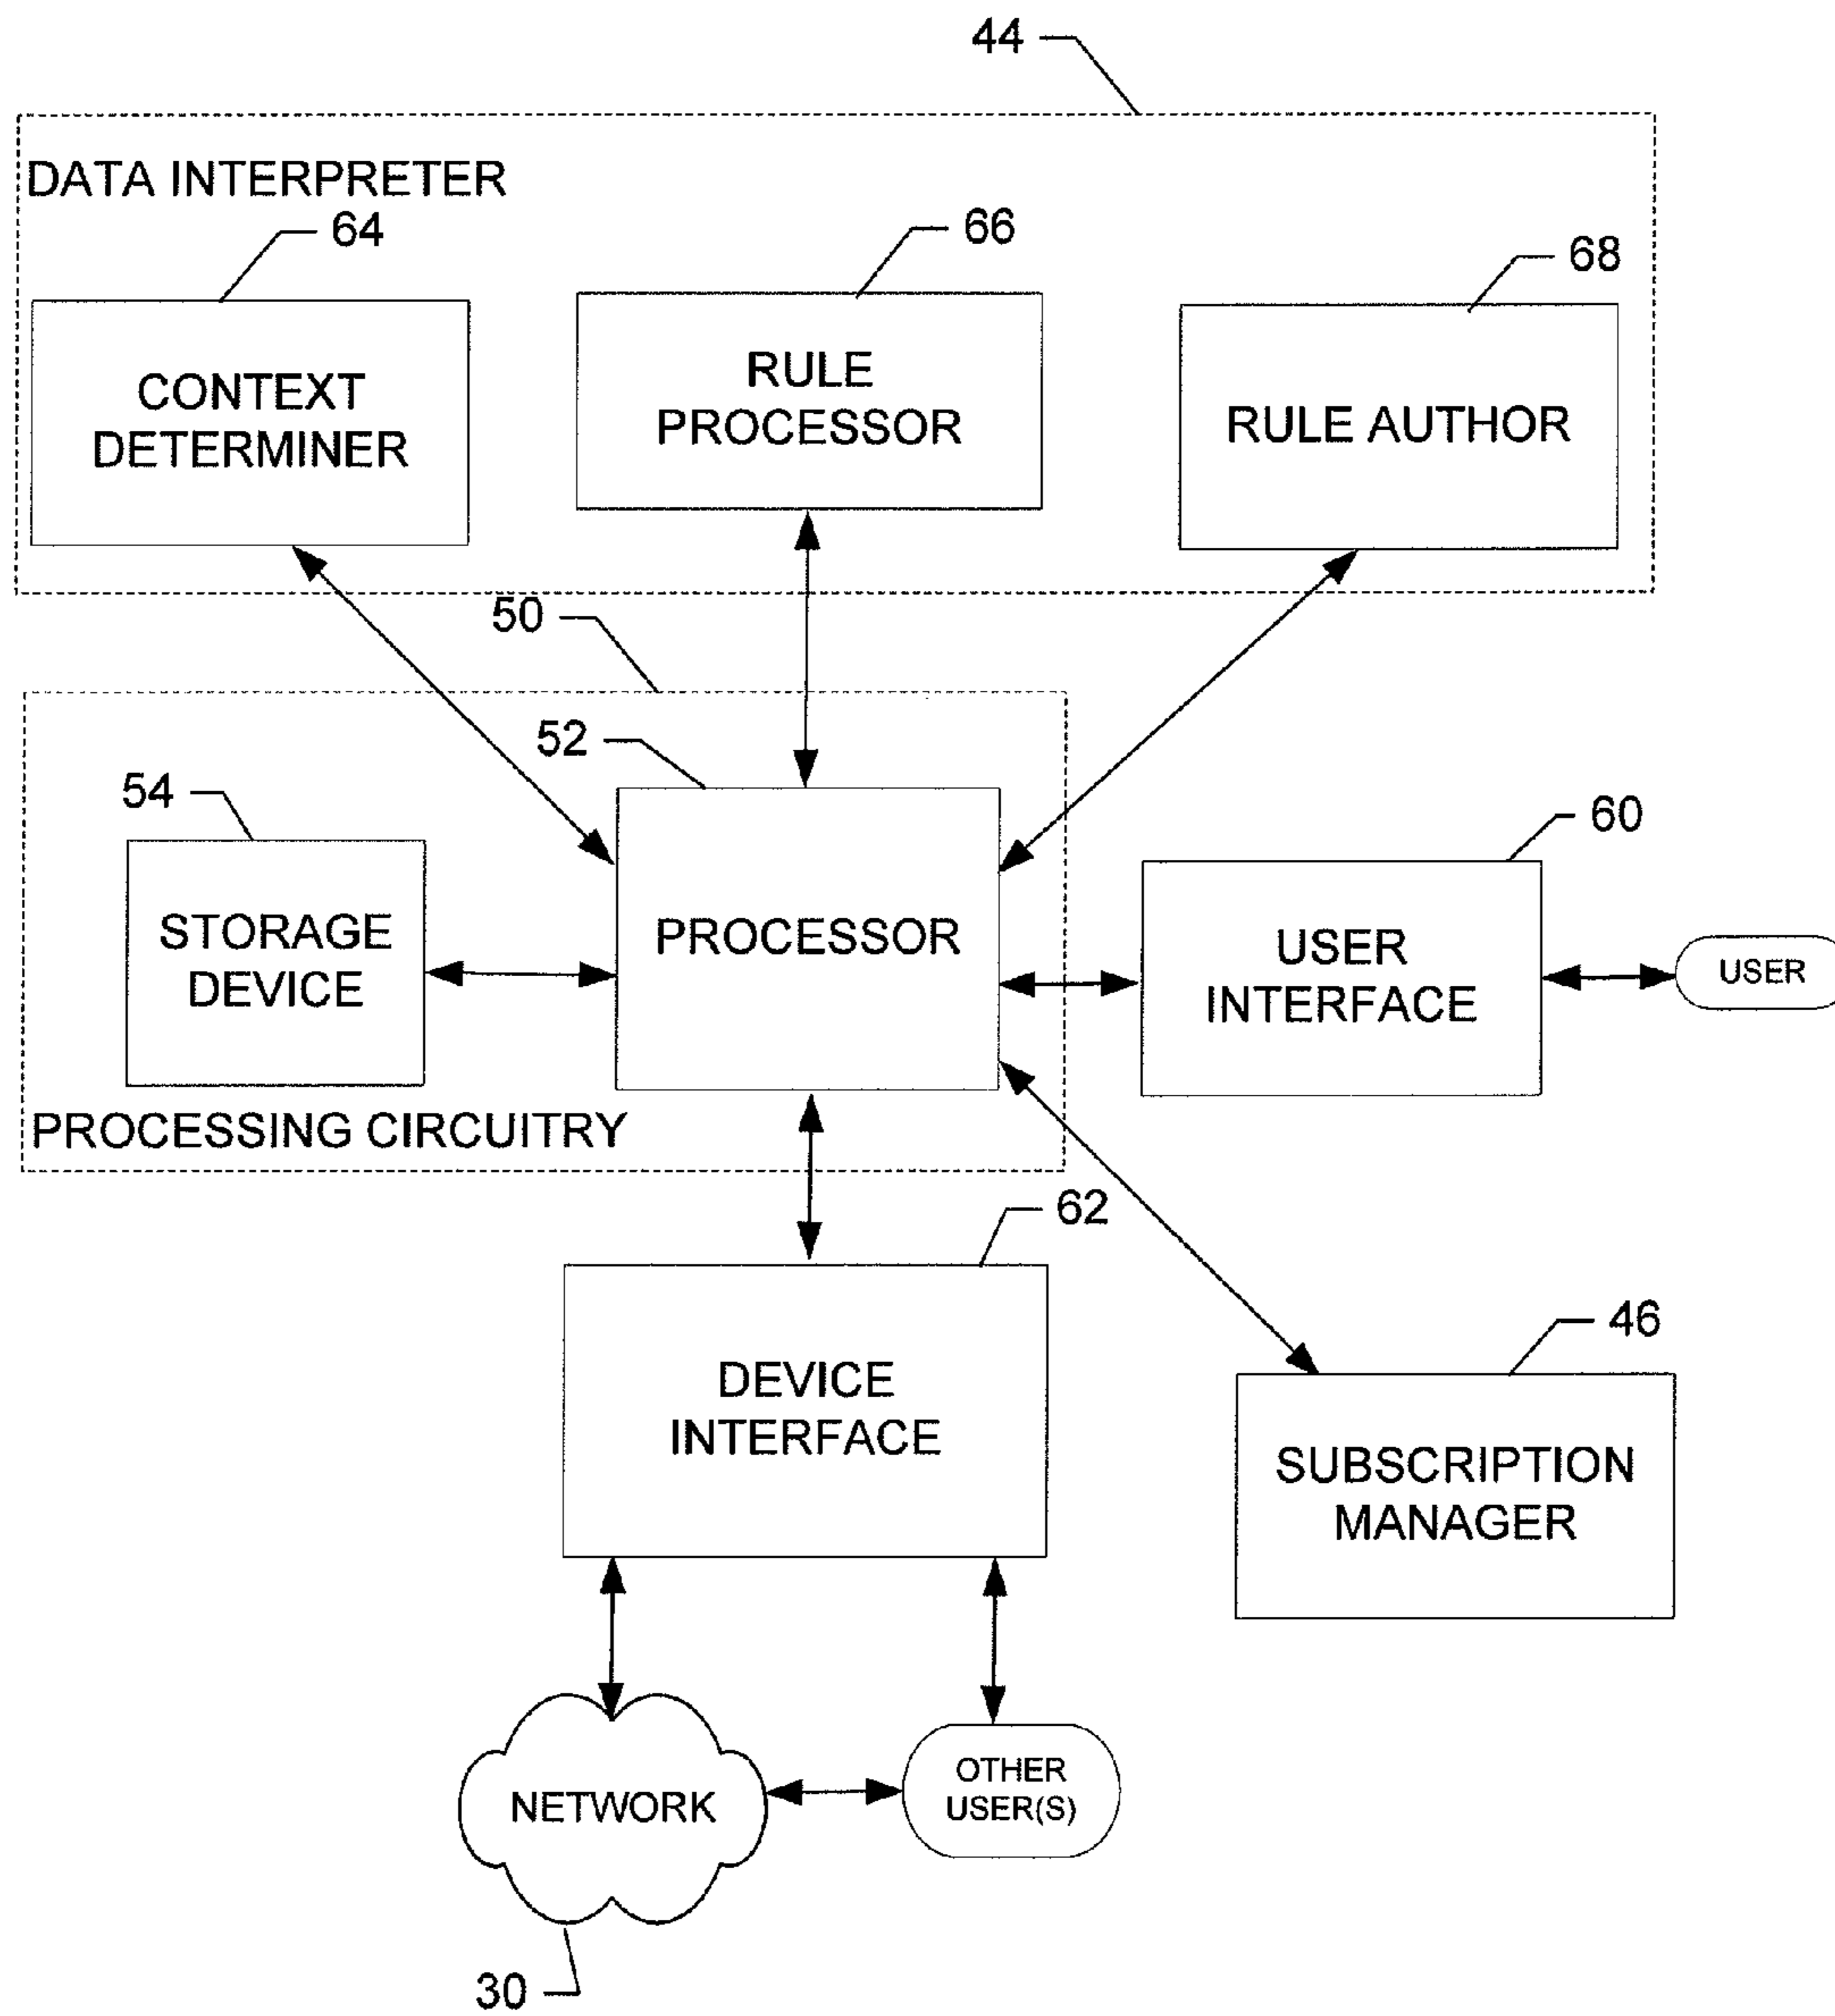 44
DATA INTERPRETER
64
66
68
CONTEXT
DETERMINER
RULE
PROCESSOR
RULE AUTHOR
50
52
54
60
STORAGE
DEVICE
PROCESSOR
USER
INTERFACE
USER
PROCESSING CIRCUITRY
62
46
DEVICE
INTERFACE
SUBSCRIPTION
MANAGER
NETWORK
OTHER
USER(S)
30